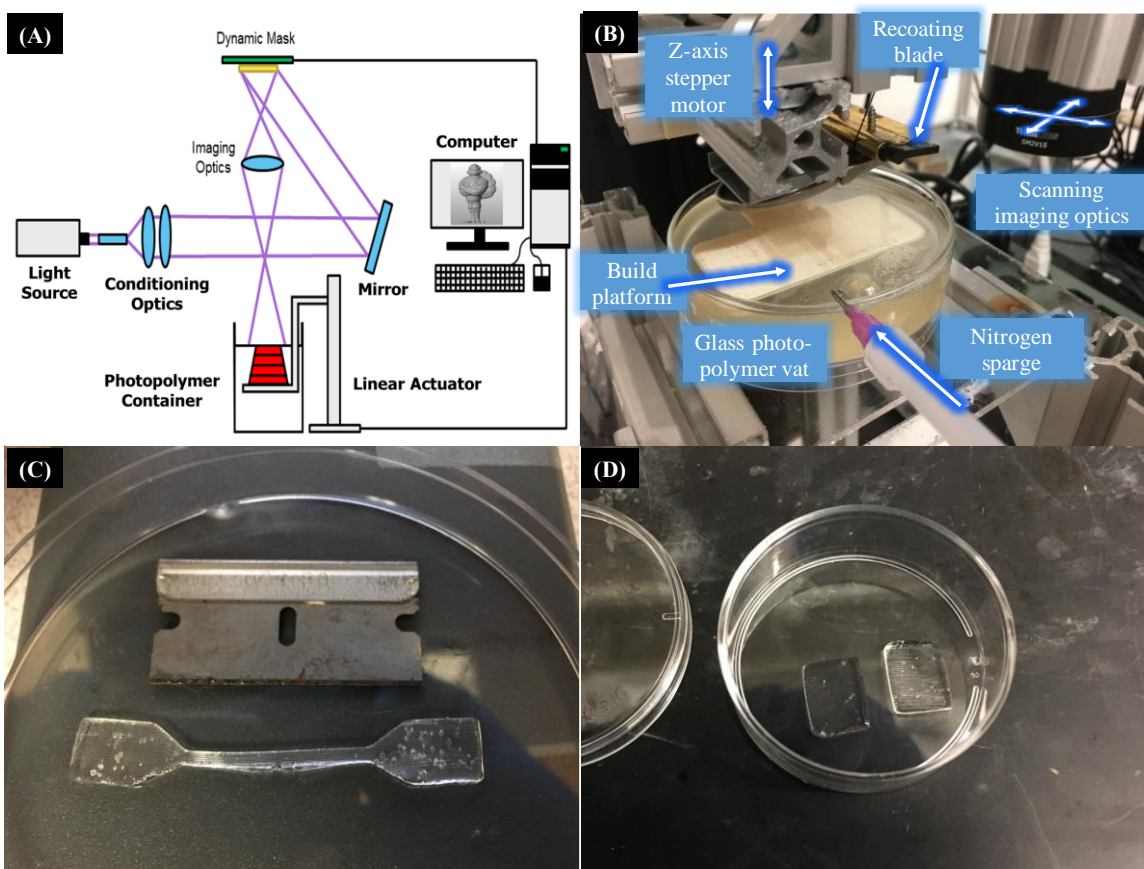 (A)
Dynamic Mask
Imaging
Optics
Computer
Light
Source
Conditioning
Optics
Mirror
Photopolymer
Container
Linear Actuator
(B)
Z-axis
stepper
motor
Recoating
blade
SM2V15
Scanning
imaging optics
Build
platform
Glass photo-
polymer vat
Nitrogen
sparge
(C)
(D)